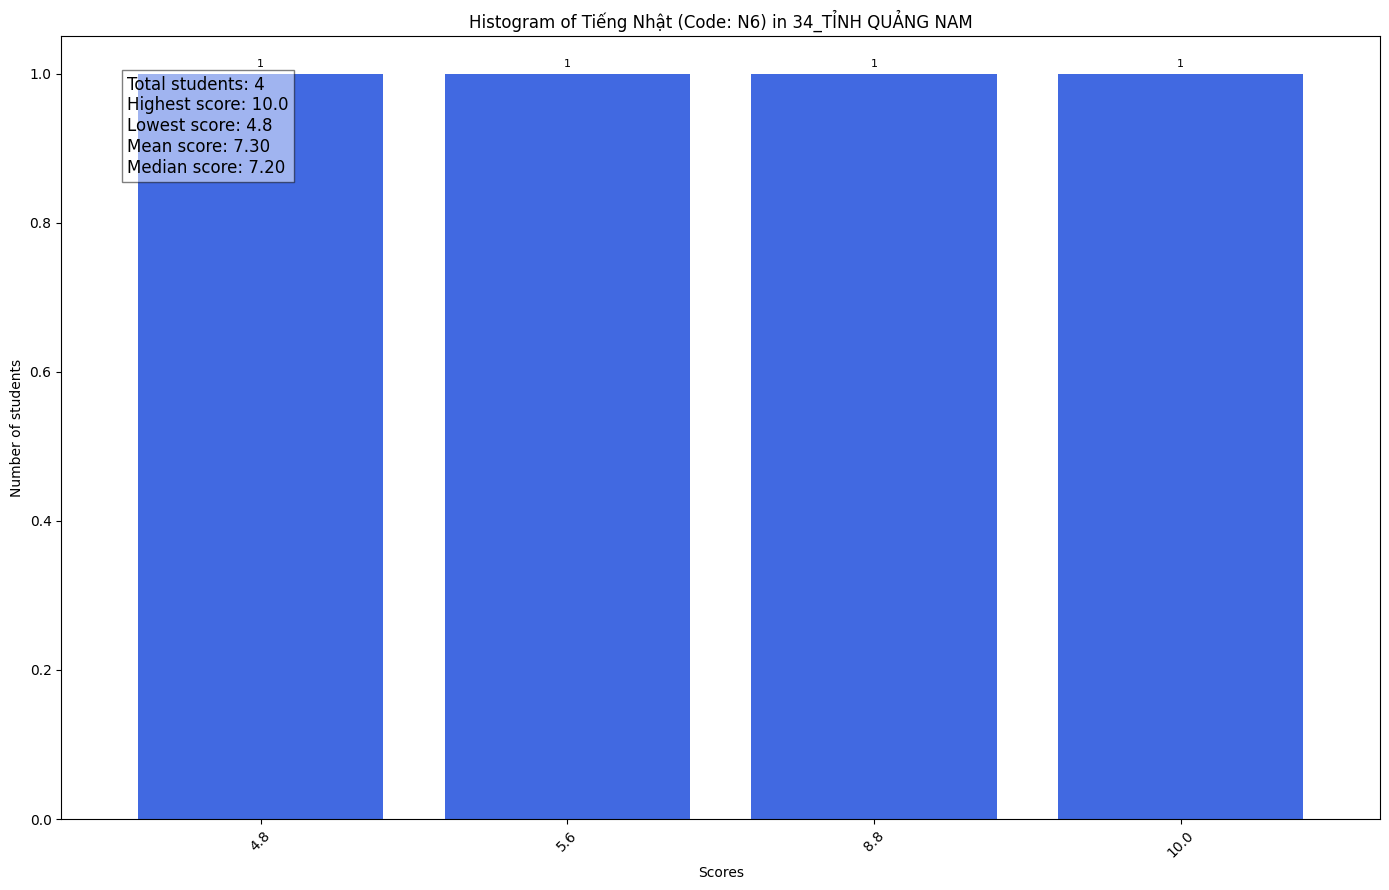 Histogram of Tiếng Nhật (Code: N6) in 34_TỈNH QUẢNG NAM
1
1
1
1
Total students: 4
Highest score: 10.0
Lowest score: 4.8
Mean score: 7.30
Median score: 7.20
Number of students
1.0
0.8
0.6
0.4
0.2
0.0
4.8
5.6
8.8
10.0
Scores